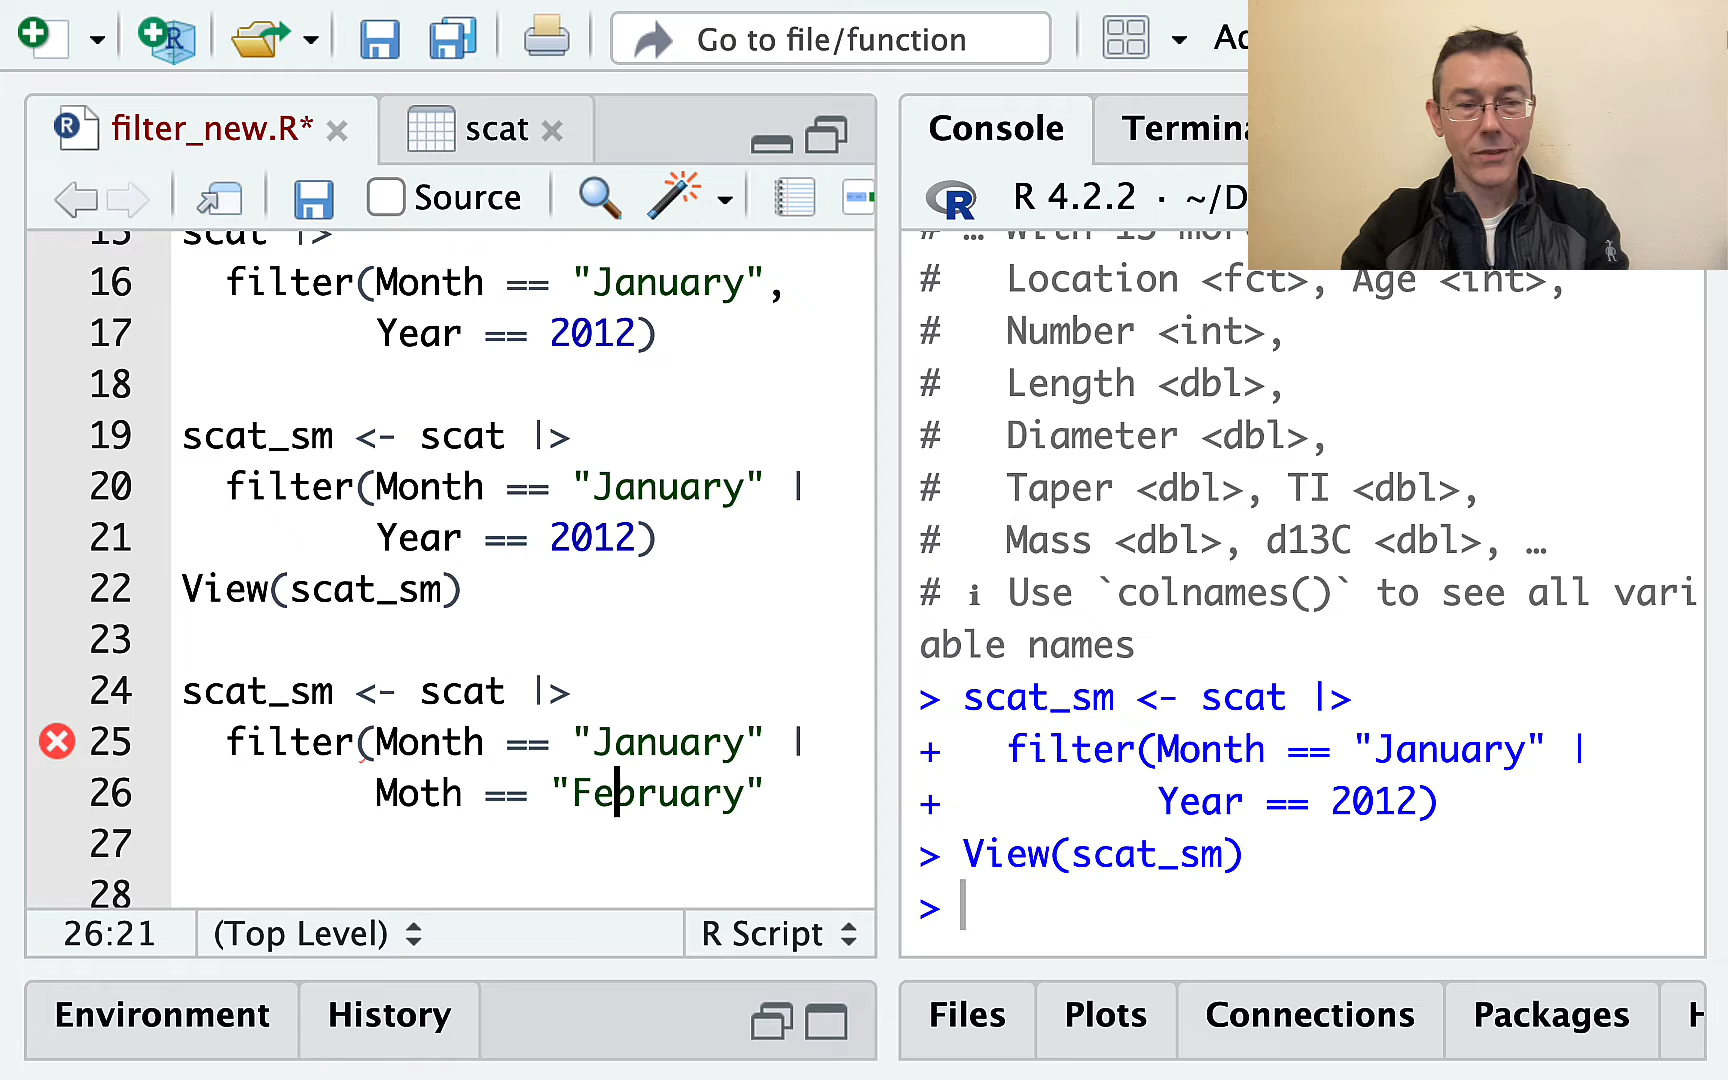 Go to file/function
filter_new.R*
scat
Source
15 scat |>
16 filter(Month == "January",
17 Year == 2012)
18
19 scat_sm <- scat |>
20 filter(Month == "January" |
21 Year == 2012)
22 View(scat_sm)
23
24 scat_sm <- scat |>
25 filter(Month == "January" |
26 Moth == "February"
27
28
26:21 (Top Level) R Script
Environment History
Console
R 4.2.2 · ~/D
# Location <fct>, Age <int>,
# Number <int>,
# Length <dbl>,
# Diameter <dbl>,
# Taper <dbl>, TI <dbl>,
# Mass <dbl>, d13C <dbl>, …
# ℹ Use `colnames()` to see all vari
able names
> scat_sm <- scat |>
+ filter(Month == "January" |
+ Year == 2012)
> View(scat_sm)
>
Files Plots Connections Packages